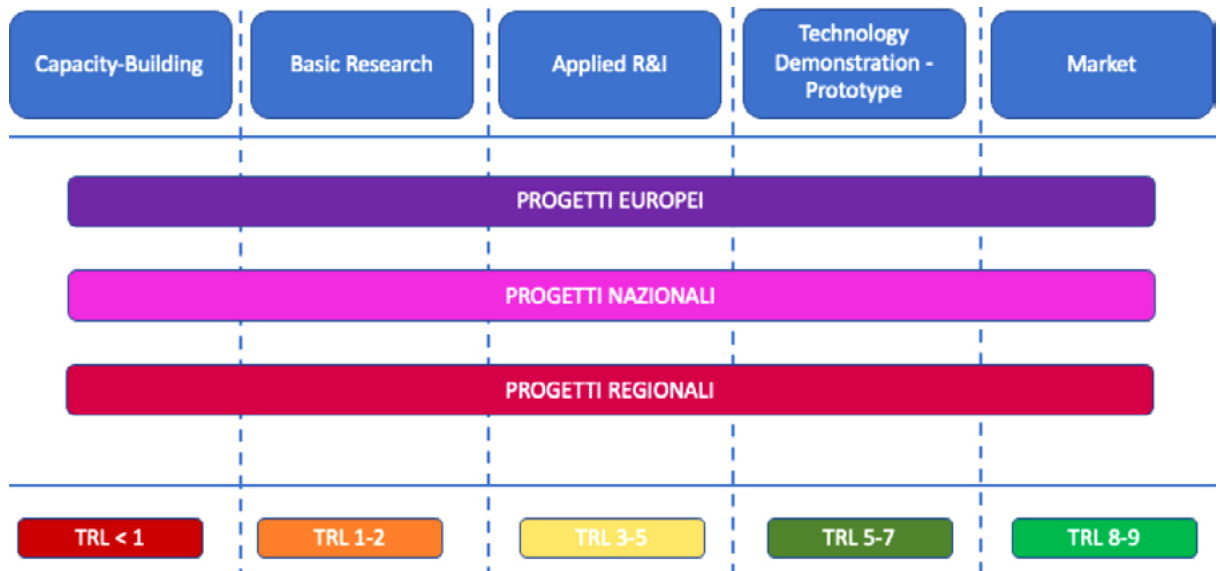 Capacity-Building
Basic Research
Applied R&I
Technology
Demonstration -
Prototype
Market
PROGETTI EUROPEI
PROGETTI NAZIONALI
PROGETTI REGIONALI
TRL < 1
TRL 1-2
TRL 3-5
TRL 5-7
TRL 8-9